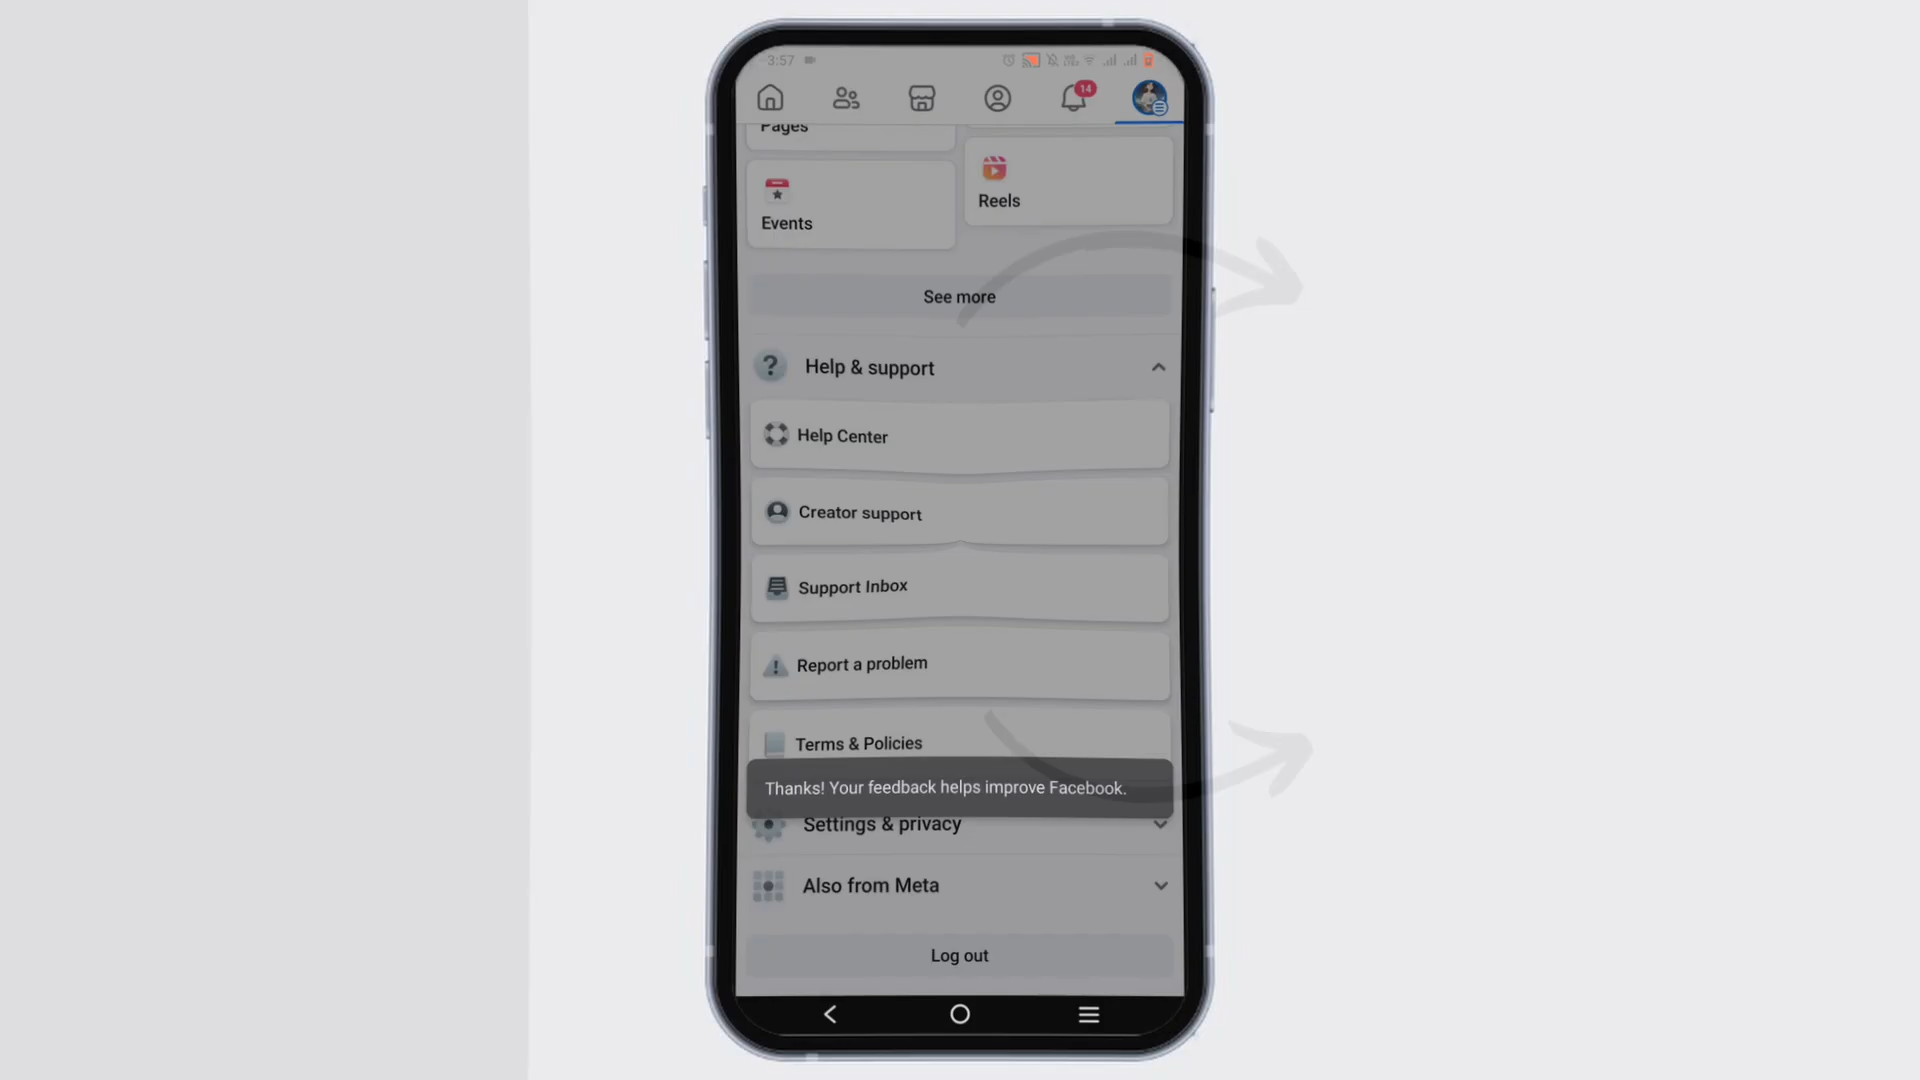 3:57
14
Pages
Reels
Events
See more
Help & support
Help Center
Creator support
Support Inbox
Report a problem
Terms & Policies
Thanks! Your feedback helps improve Facebook.
Settings & privacy
Also from Meta
Log out